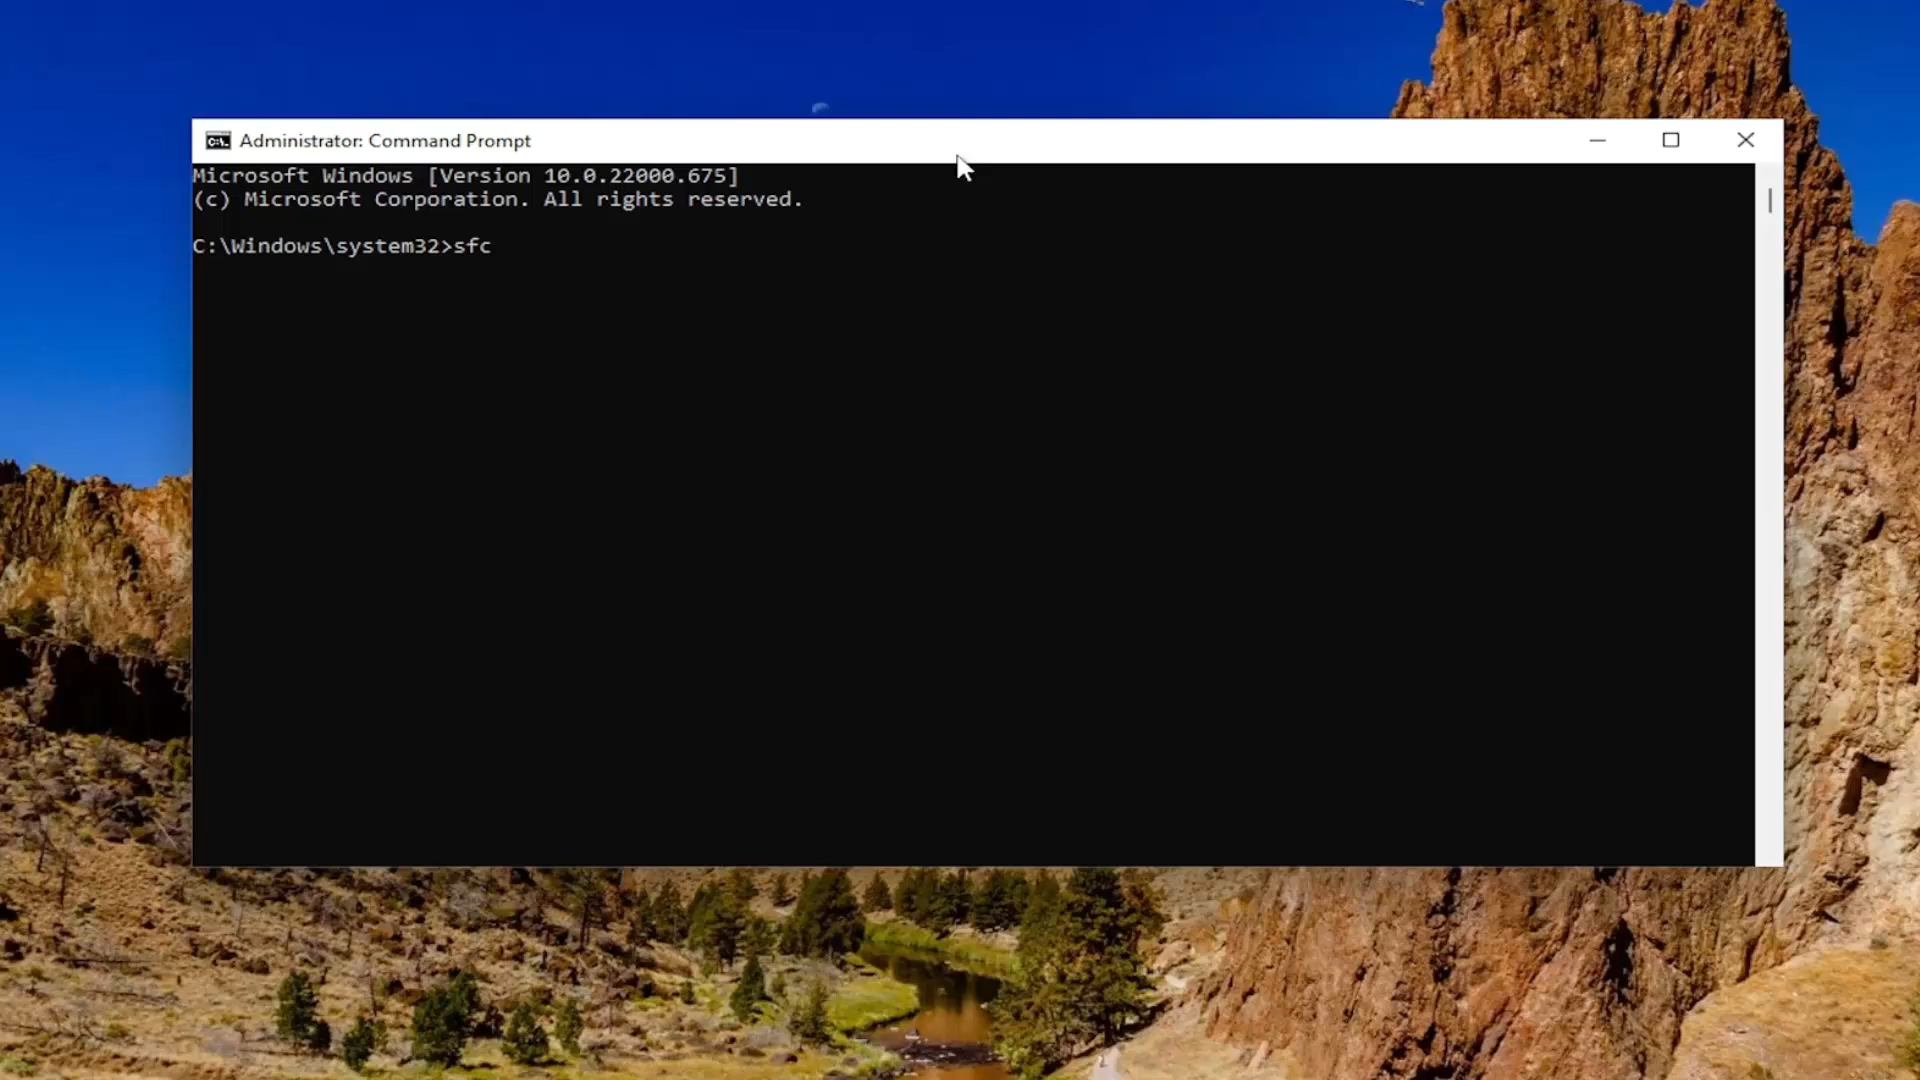 Administrator: Command Prompt
Microsoft Windows [Version 10.0.22000.675]
(c) Microsoft Corporation. All rights reserved.
C:\Windows\system32>sfc